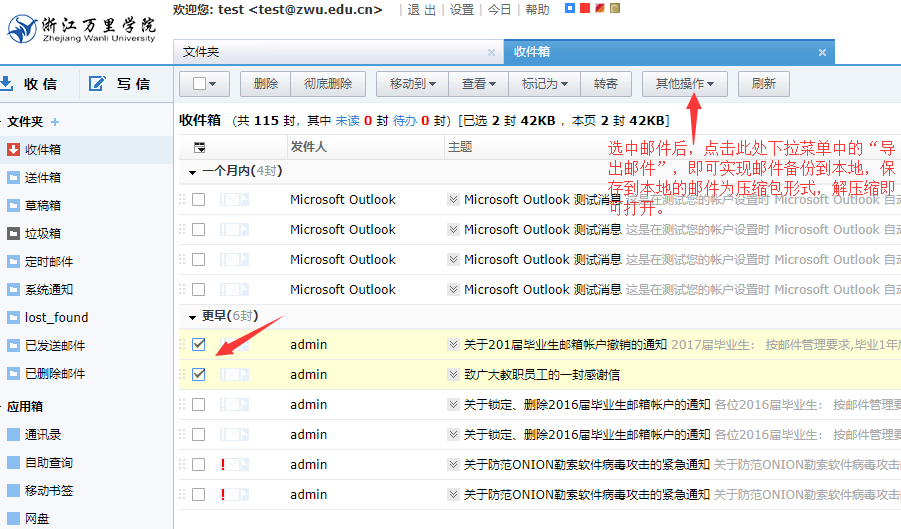 浙江万里学院
Zhejiang Wanli University
欢迎您: test <test@zwu.edu.cn> | 退 出 | 设置 | 今日 | 帮助
文件夹 × 收件箱 ×
收 信 写 信
删除 彻底删除 移动到 查看 标记为 转寄 其他操作 刷新
文件夹 +
收件箱
送件箱
草稿箱
垃圾箱
定时邮件
系统通知
lost_found
已发送邮件
已删除邮件
应用箱
通讯录
自助查询
移动书签
网盘
收件箱 (共 115 封，其中 未读 0 封 待办 0 封) [已选 2 封 42KB ，本页 2 封 42KB]
发件人 主题
选中邮件后，点击此处下拉菜单中的“导
出邮件”，即可实现邮件备份到本地，保
存到本地的邮件为压缩包形式，解压缩即
可打开。
一个月内(4封)
Microsoft Outlook Microsoft Outlook 测试消息 这是在测试您的帐户设置时 Microsoft Outlook 自动
Microsoft Outlook Microsoft Outlook 测试消息 这是在测试您的帐户设置时 Microsoft Outlook 自动
Microsoft Outlook Microsoft Outlook 测试消息 这是在测试您的帐户设置时 Microsoft Outlook 自动
Microsoft Outlook Microsoft Outlook 测试消息 这是在测试您的帐户设置时 Microsoft Outlook 自动
更早(6封)
admin 关于201届毕业生邮箱帐户撤销的通知 2017届毕业生： 按邮件管理要求,毕业1年后
admin 致广大教职员工的一封感谢信
admin 关于锁定、删除2016届毕业生邮箱帐户的通知 各位2016届毕业生： 按邮件管理要
admin 关于锁定、删除2016届毕业生邮箱帐户的通知 各位2016届毕业生： 按邮件管理要
! admin 关于防范ONION勒索软件病毒攻击的紧急通知 关于防范ONION勒索软件病毒攻击
! admin 关于防范ONION勒索软件病毒攻击的紧急通知 关于防范ONION勒索软件病毒攻击